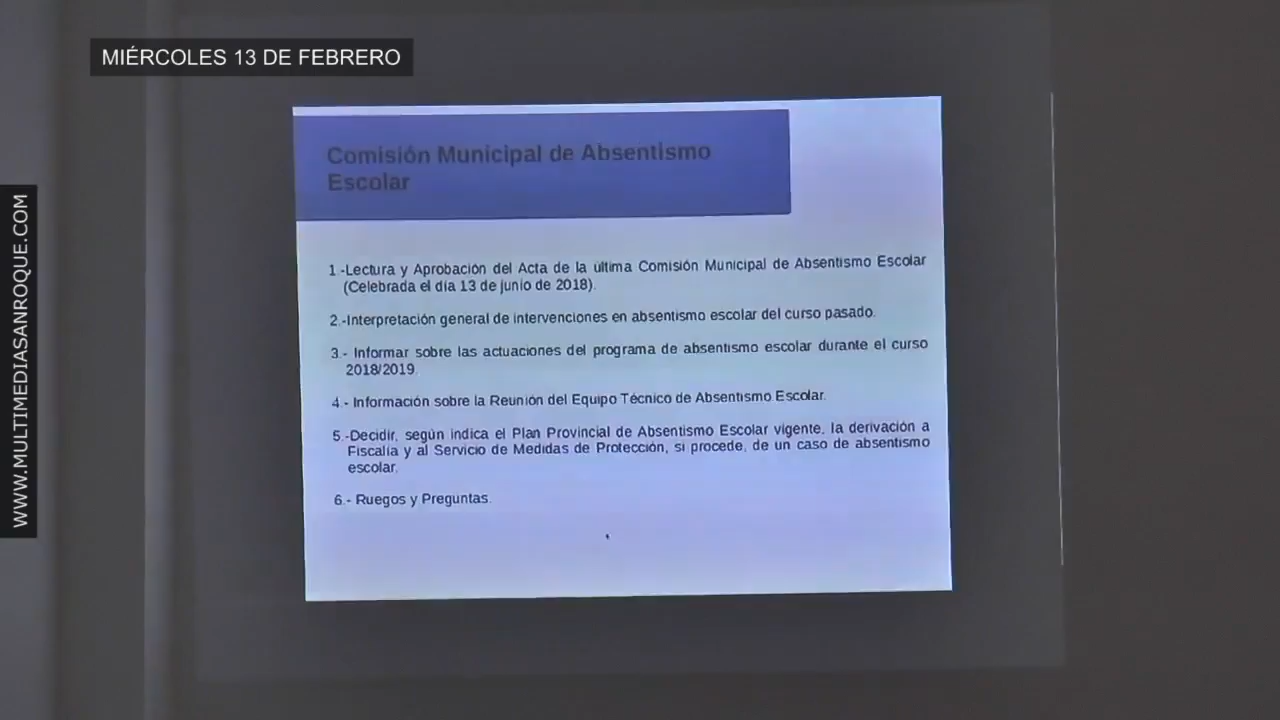 MIÉRCOLES 13 DE FEBRERO
WWW.MULTIMEDIASANROQUE.COM
Comisión Municipal de Absentismo
Escolar
1.-Lectura y Aprobación del Acta de la última Comisión Municipal de Absentismo Escolar
(Celebrada el día 13 de junio de 2018).
2.-Interpretación general de intervenciones en absentismo escolar del curso pasado.
3.- Informar sobre las actuaciones del programa de absentismo escolar durante el curso
2018/2019.
4.- Información sobre la Reunión del Equipo Técnico de Absentismo Escolar.
5.-Decidir, según indica el Plan Provincial de Absentismo Escolar vigente, la derivación a
Fiscalía y al Servicio de Medidas de Protección, si procede, de un caso de absentismo
escolar.
6.- Ruegos y Preguntas.